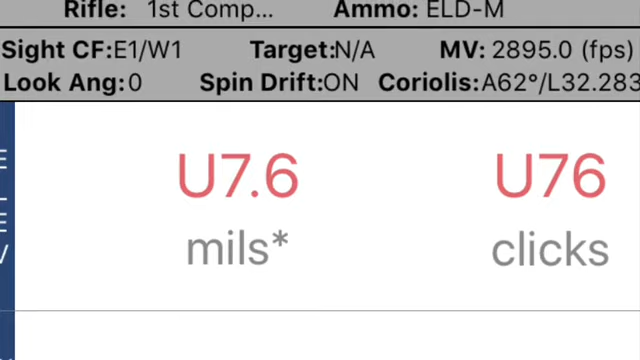 Rifle: 1st Comp... Ammo: ELD-M
Sight CF:E1/W1 Target:N/A MV: 2895.0 (fps)
Look Ang:0 Spin Drift:ON Coriolis:A62°/L32.283
U7.6 U76
mils* clicks